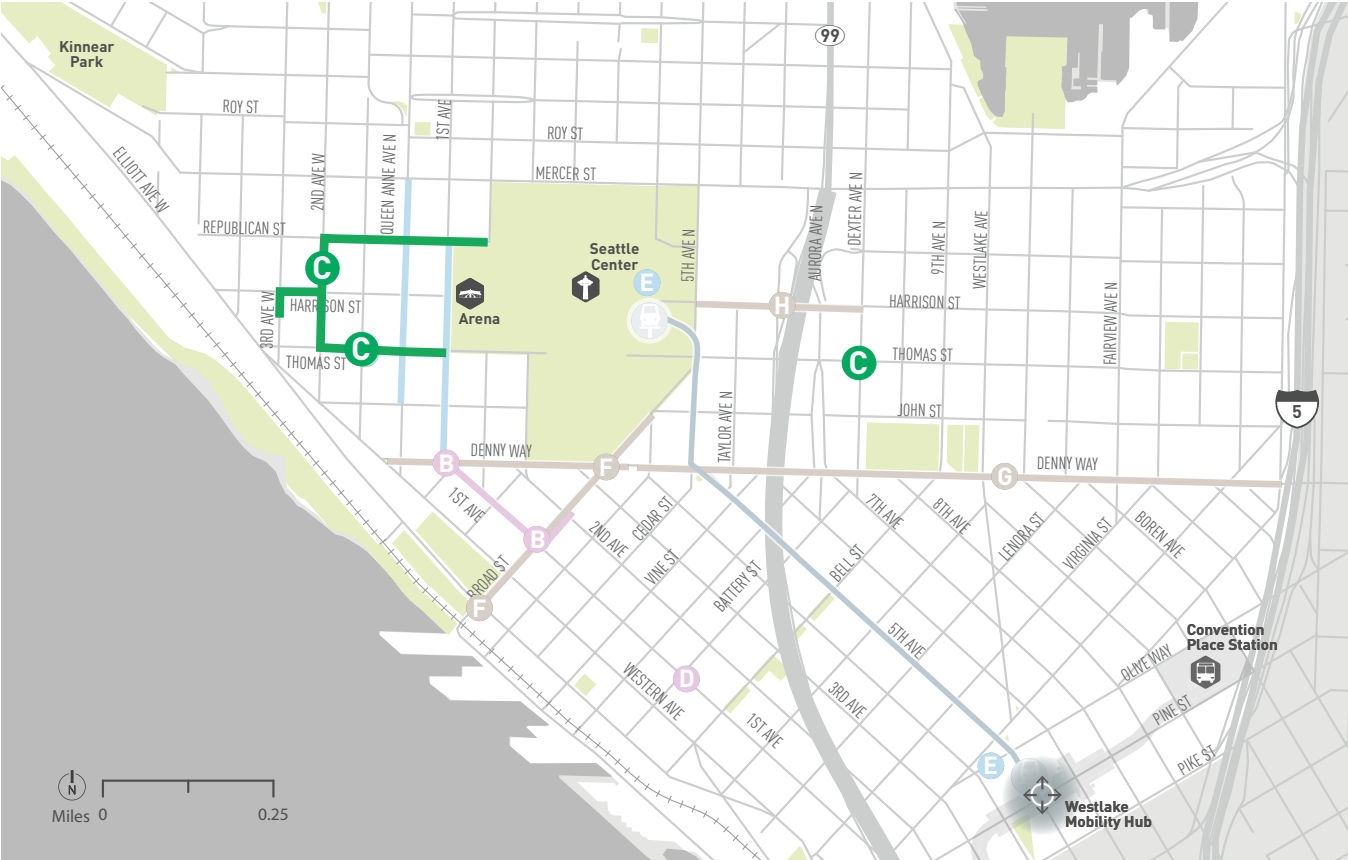 99
Kinnear
Park
ROY ST
1ST AVE
ROY ST
ELLIOTT AVE W
2ND AVE W
QUEEN ANNE AVE N
MERCER ST
REPUBLICAN ST
5TH AVE N
AURORA AVE N
DEXTER AVE N
9TH AVE N
WESTLAKE AVE
Seattle
Center
C
E
3RD AVE W
HARRISON ST
Arena
H
HARRISON ST
FAIRVIEW AVE N
THOMAS ST
C
C
THOMAS ST
5
TAYLOR AVE N
JOHN ST
B
DENNY WAY
F
G
DENNY WAY
1ST AVE
B
2ND AVE
CEDAR ST
7TH AVE
8TH AVE
LENORA ST
VIRGINIA ST
BOREN AVE
BROAD ST
F
VINE ST
BATTERY ST
BELL ST
5TH AVE
Convention
Place Station
OLIVE WAY
WESTERN AVE
D
3RD AVE
1ST AVE
PINE ST
PIKE ST
E
Westlake
Mobility Hub
N
Miles 0 0.25